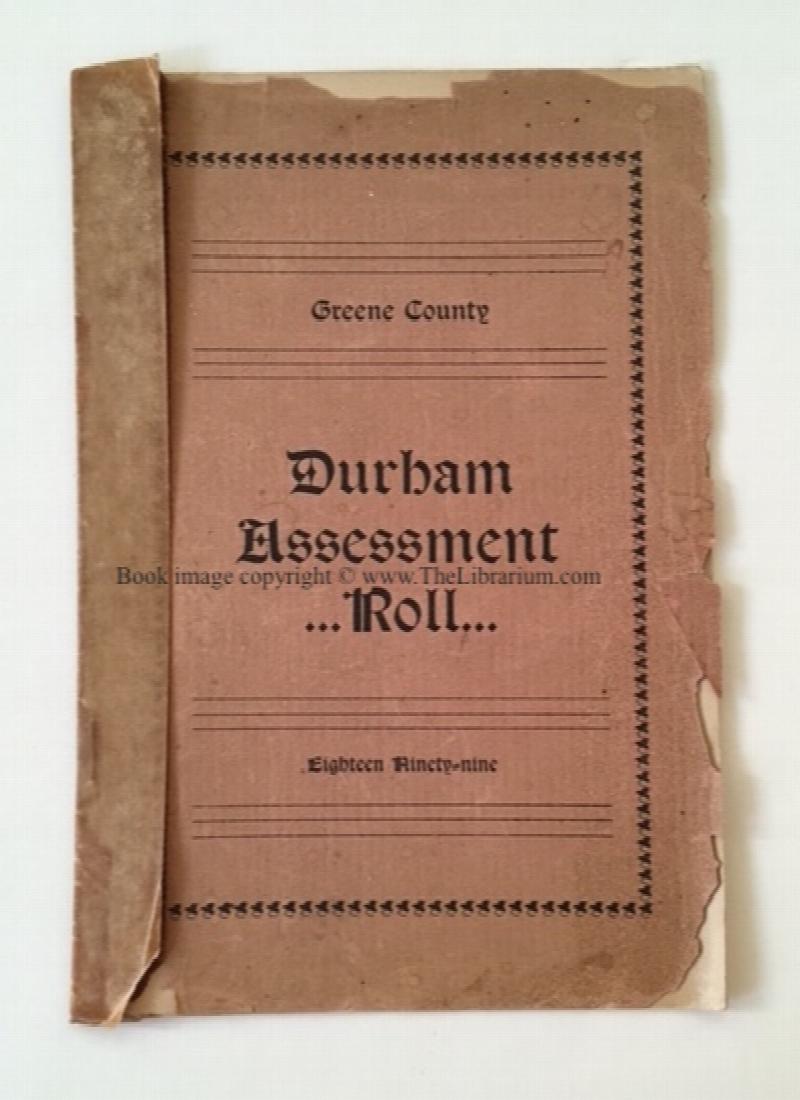 Greene County
Durham
Assessment
Book image copyright © www.TheLibrarium.com
...Roll...
Eighteen Ninety-nine